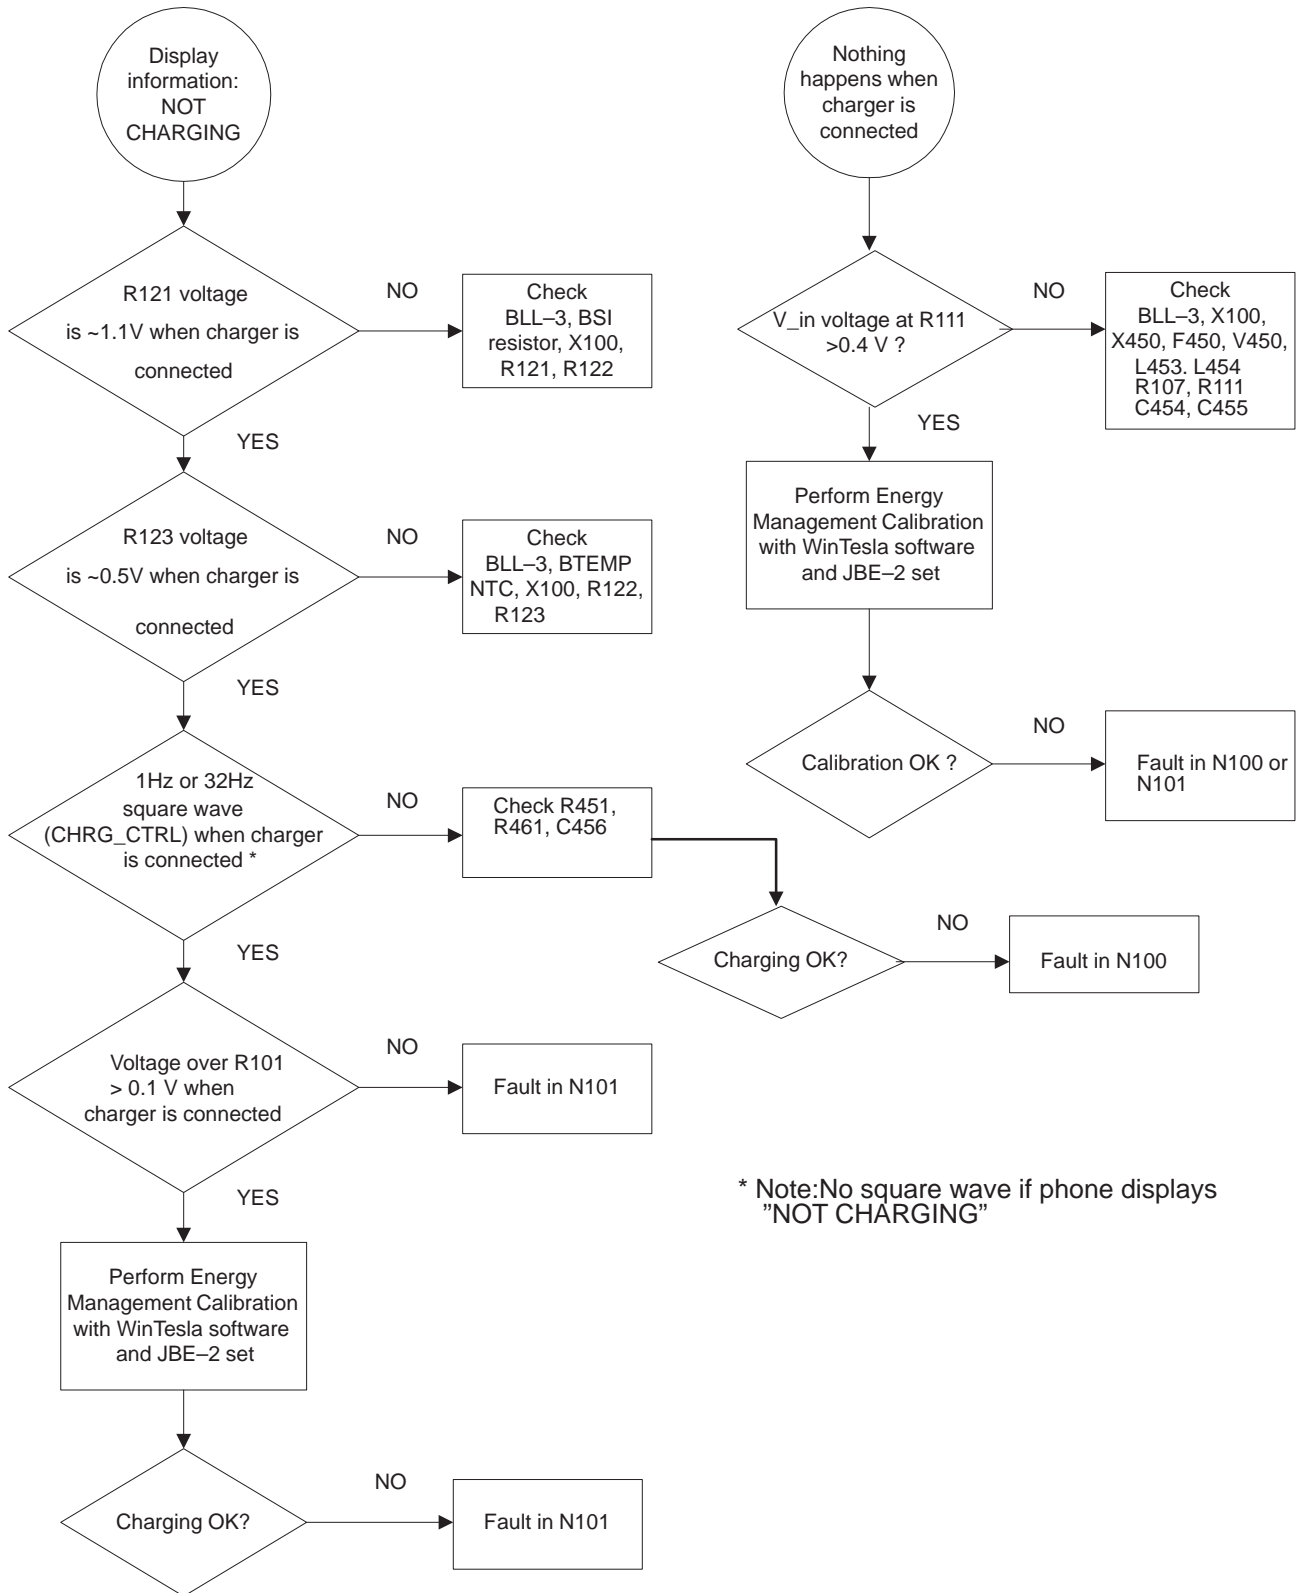 Display
information:
NOT
CHARGING
R121 voltage
is ~1.1V when charger is
connected
NO
Check
BLL–3, BSI
resistor, X100,
R121, R122
YES
R123 voltage
is ~0.5V when charger is
connected
NO
Check
BLL–3, BTEMP
NTC, X100, R122,
R123
YES
1Hz or 32Hz
square wave
(CHRG_CTRL) when charger
is connected *
NO
Check R451,
R461, C456
Charging OK?
NO
Fault in N100
YES
Voltage over R101
> 0.1 V when
charger is connected
NO
Fault in N101
YES
Perform Energy
Management Calibration
with WinTesla software
and JBE–2 set
Charging OK?
NO
Fault in N101
Nothing
happens when
charger is
connected
V_in voltage at R111
>0.4 V ?
NO
Check
BLL–3, X100,
X450, F450, V450,
L453. L454
R107, R111
C454, C455
YES
Perform Energy
Management Calibration
with WinTesla software
and JBE–2 set
Calibration OK ?
NO
Fault in N100 or
N101
* Note:No square wave if phone displays
”NOT CHARGING”